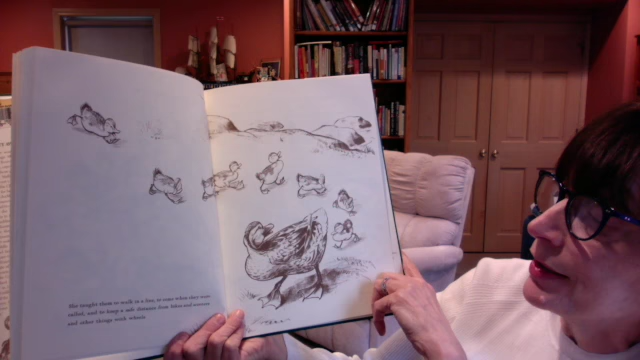 She taught them to walk in a line, to come when they were
called, and to keep a safe distance from bikes and scooters
and other things with wheels.